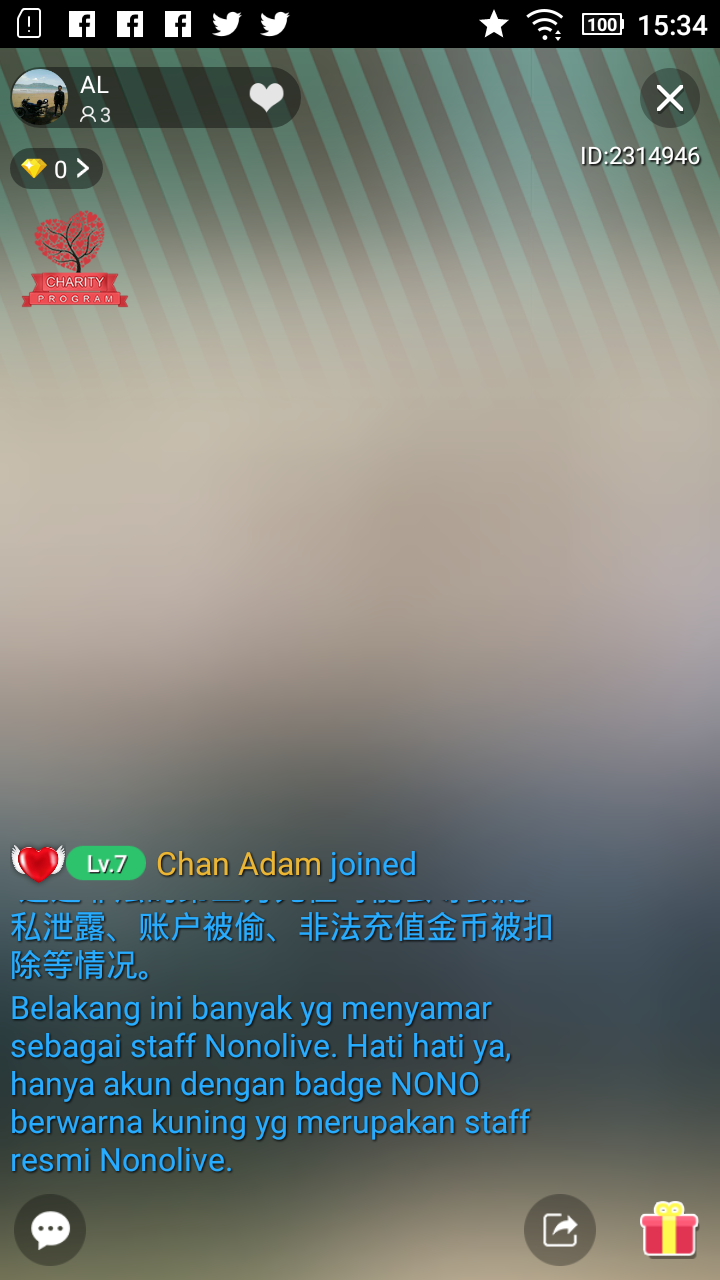 100 15:34
AL
3
0
ID:2314946
CHARITY
PROGRAM
Lv.7 Chan Adam joined
私泄露、账户被偷、非法充值金币被扣
除等情况。
Belakang ini banyak yg menyamar
sebagai staff Nonolive. Hati hati ya,
hanya akun dengan badge NONO
berwarna kuning yg merupakan staff
resmi Nonolive.